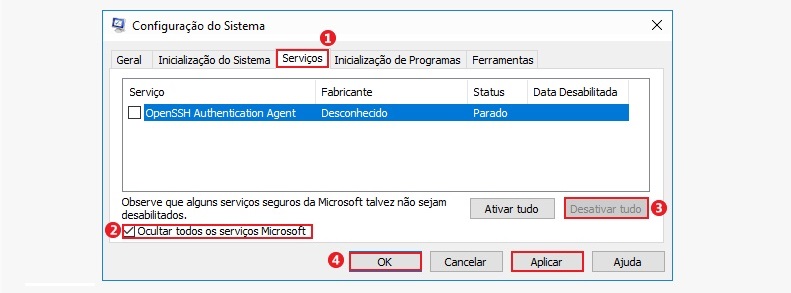 Configuração do Sistema
1
Geral Inicialização do Sistema Serviços Inicialização de Programas Ferramentas
Serviço Fabricante Status Data Desabilitada
OpenSSH Authentication Agent Desconhecido Parado
Observe que alguns serviços seguros da Microsoft talvez não sejam
desabilitados.
Ativar tudo Desativar tudo 3
2 Ocultar todos os serviços Microsoft
4 OK Cancelar Aplicar Ajuda